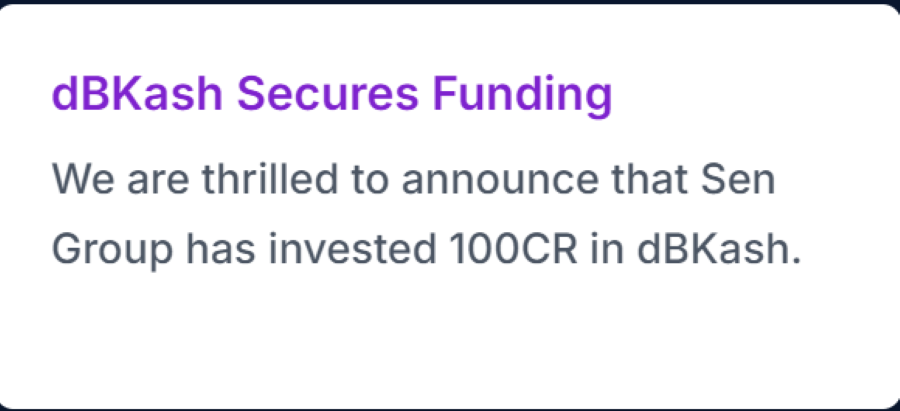 dBKash Secures Funding
We are thrilled to announce that Sen
Group has invested 100CR in dBKash.